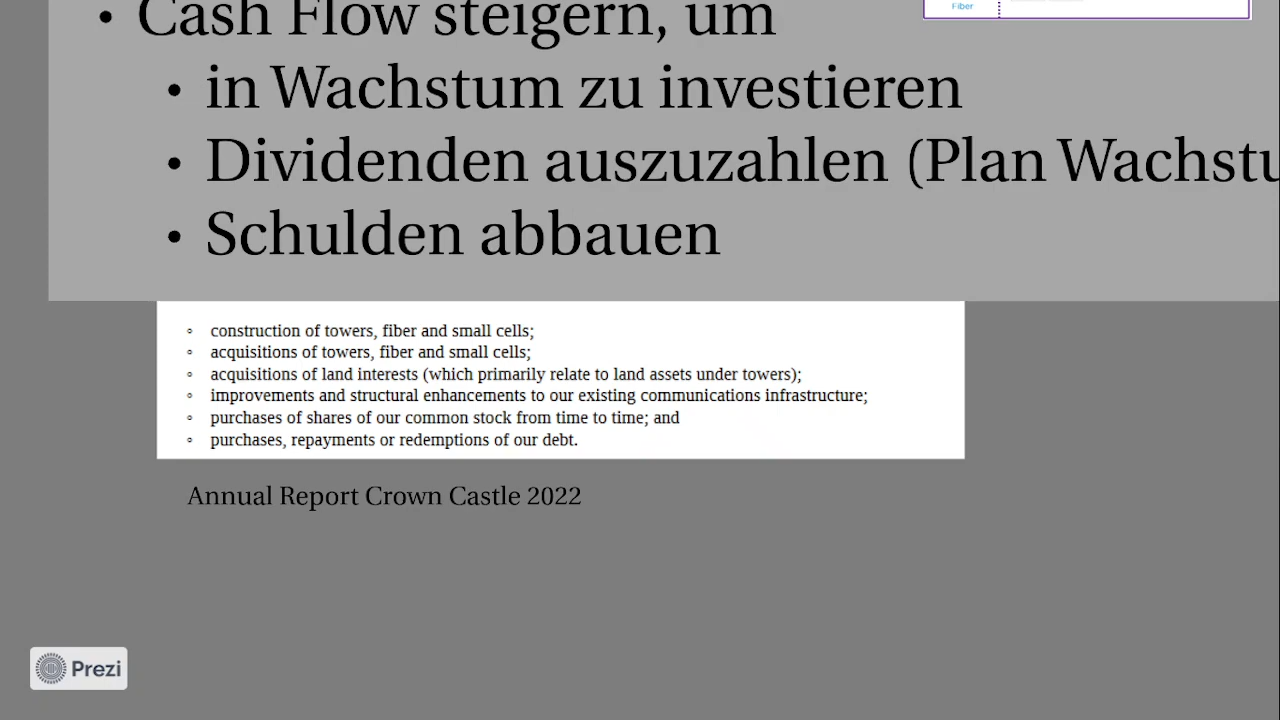 • Cash Flow steigern, um
Fiber
• in Wachstum zu investieren
• Dividenden auszuzahlen (Plan Wachstu
• Schulden abbauen
◦ construction of towers, fiber and small cells;
◦ acquisitions of towers, fiber and small cells;
◦ acquisitions of land interests (which primarily relate to land assets under towers);
◦ improvements and structural enhancements to our existing communications infrastructure;
◦ purchases of shares of our common stock from time to time; and
◦ purchases, repayments or redemptions of our debt.
Annual Report Crown Castle 2022
Prezi